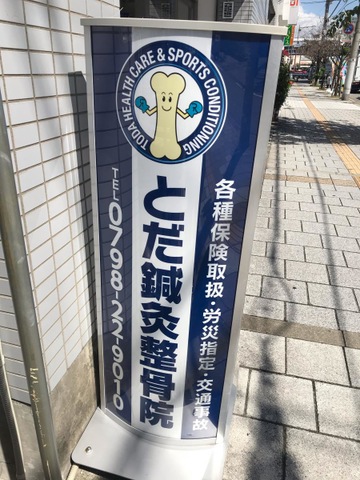 TODA HEALTH CARE & SPORTS CONDITIONING
各種保険取扱・労災指定・交通事故
とだ鍼灸整骨院
TEL 0798-22-9010